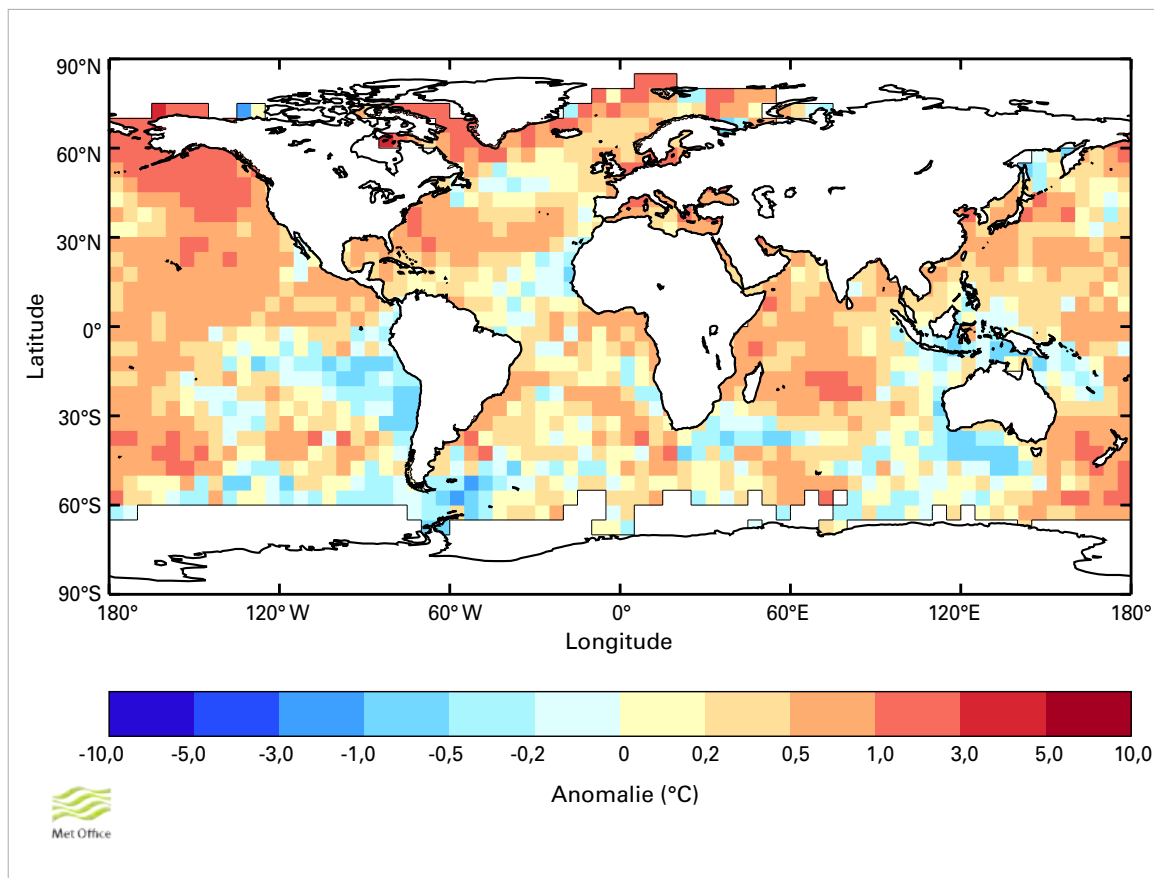 90°N
60°N
30°N
0°
30°S
60°S
90°S
Latitude
180° 120° W 60° W 0° 60°E 120°E 180°
Longitude
-10,0 -5,0 -3,0 -1,0 -0,5 -0,2 0 0,2 0,5 1,0 3,0 5,0 10,0
Anomalie (°C)
Met Office